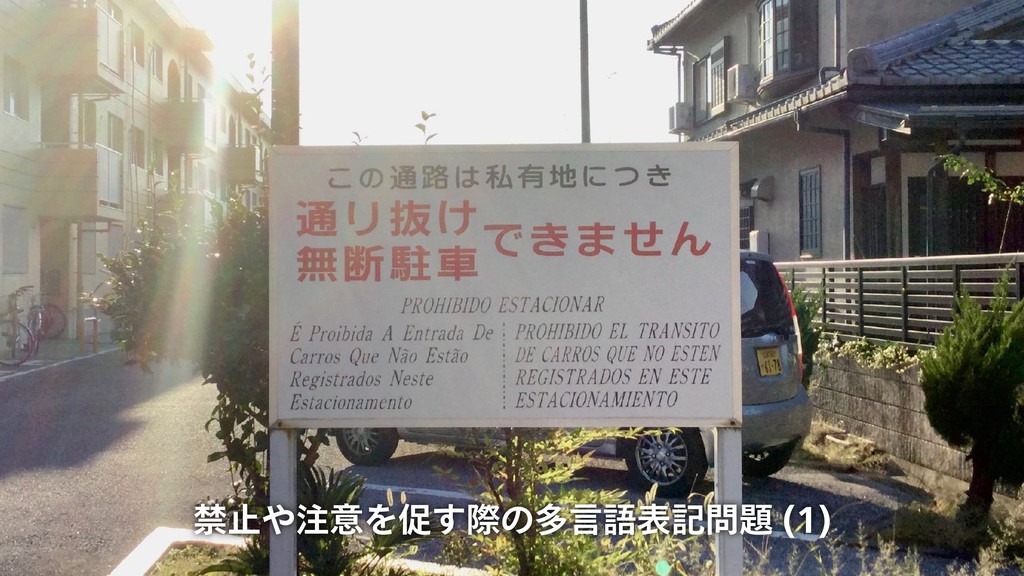 この通路は私有地につき
通り抜け
無断駐車
できません
PROHIBIDO ESTACIONAR
É Proibida A Entrada De
Carros Que Não Estão
Registrados Neste
Estacionamento
PROHIBIDO EL TRANSITO
DE CARROS QUE NO ESTEN
REGISTRADOS EN ESTE
ESTACIONAMIENTO
禁止や注意を促す際の多言語表記問題 (1)